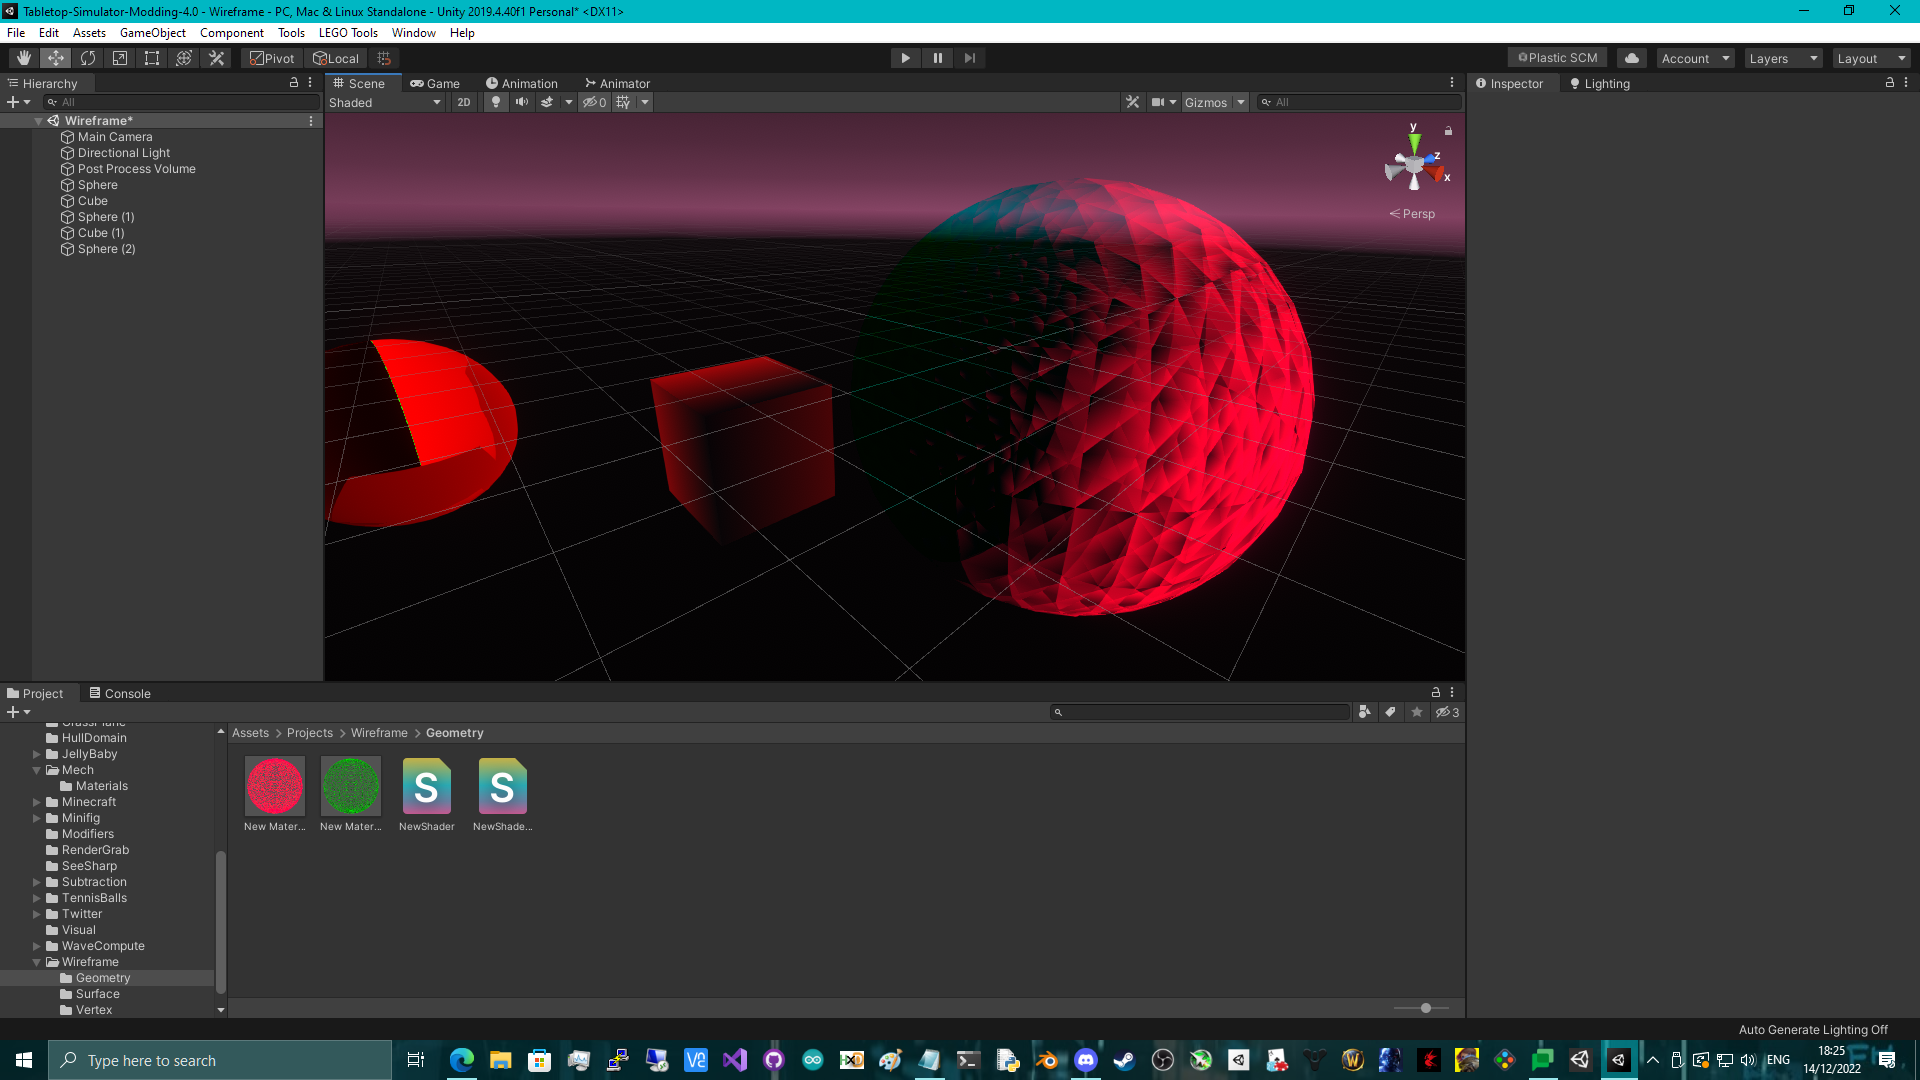 Tabletop-Simulator-Modding-4.0 - Wireframe - PC, Mac & Linux Standalone - Unity 2019.4.40f1 Personal* <DX11>
File Edit Assets GameObject Component Tools LEGO Tools Window Help
Pivot Local Plastic SCM Account Layers Layout
Hierarchy Scene Game Animation Animator Inspector Lighting
All Shaded 2D 0 Gizmos All
Wireframe*
Main Camera
Directional Light
Post Process Volume
Sphere
Cube
Sphere (1)
Cube (1)
Sphere (2)
y
z
x
Persp
Project Console
3
Assets Projects Wireframe Geometry
HullDomain
JellyBaby
Mech
Materials
Minecraft
Minifig
Modifiers
RenderGrab
SeeSharp
Subtraction
TennisBalls
Twitter
Visual
WaveCompute
Wireframe
Geometry
Surface
Vertex
S S
New Mater... New Mater... NewShader NewShade...
Auto Generate Lighting Off
Type here to search
ENG
18:25
14/12/2022